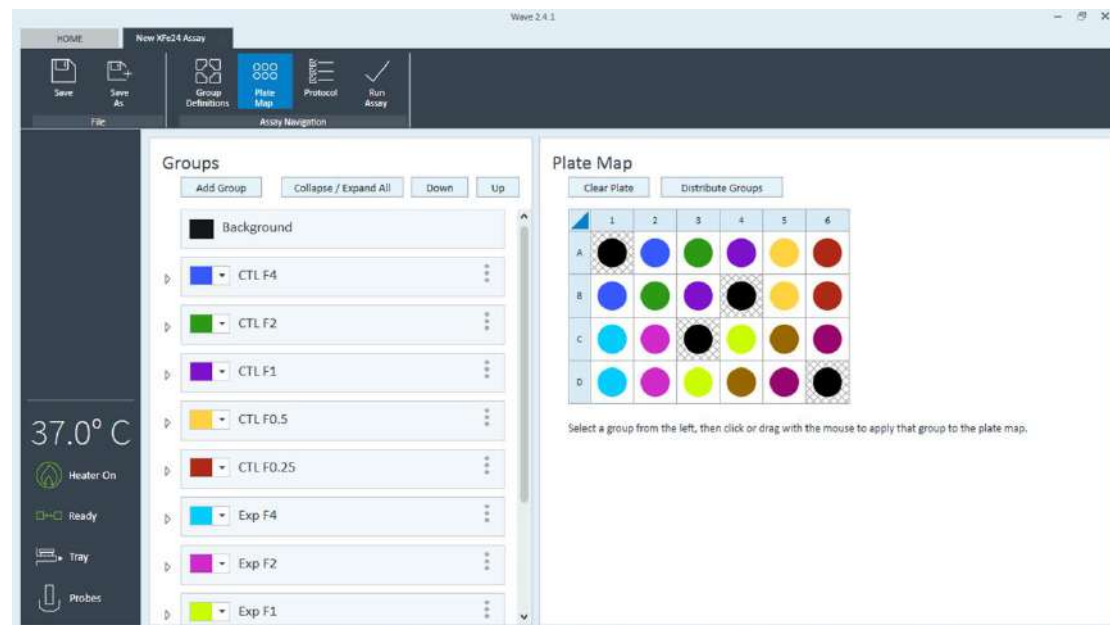 Wave 2.4.1
HOME
New XFe24 Assay
Save
Save As
Group Definitions
Plate Map
Protocol
Run Assay
File
Assay Navigation
Groups
Add Group
Collapse / Expand All
Down
Up
Background
CTL F4
CTL F2
CTL F1
CTL F0.5
CTL F0.25
Exp F4
Exp F2
Exp F1
37.0° C
Heater On
Ready
Tray
Probes
Plate Map
Clear Plate
Distribute Groups
1 2 3 4 5 6
A
B
C
D
Select a group from the left, then click or drag with the mouse to apply that group to the plate map.